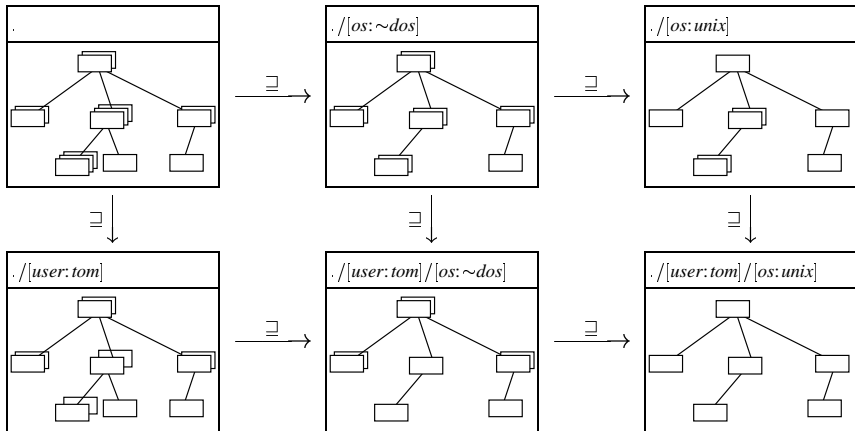 .
./[os:~dos]
./[os:unix]
⊒
⊒
⊒
⊒
⊒
./[user:tom]
./[user:tom]/[os:~dos]
./[user:tom]/[os:unix]
⊒
⊒